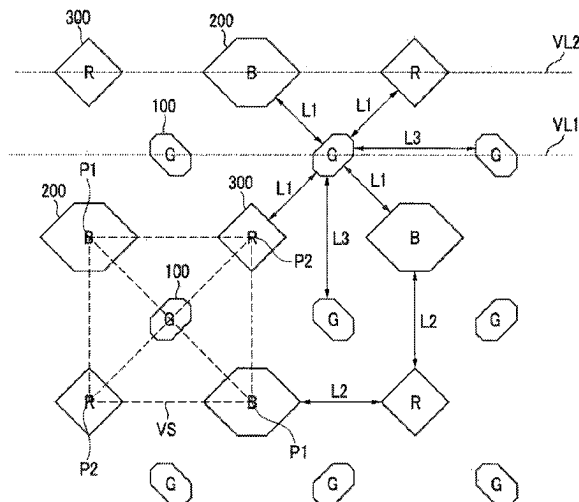 300 200
R B R VL2
L1 L1
100
G G L3 G VL1
P1
200 300 L1 L1
B R B
P2 L3
100
G G G
L2
R B L2 R
VS
P2 P1
G G G